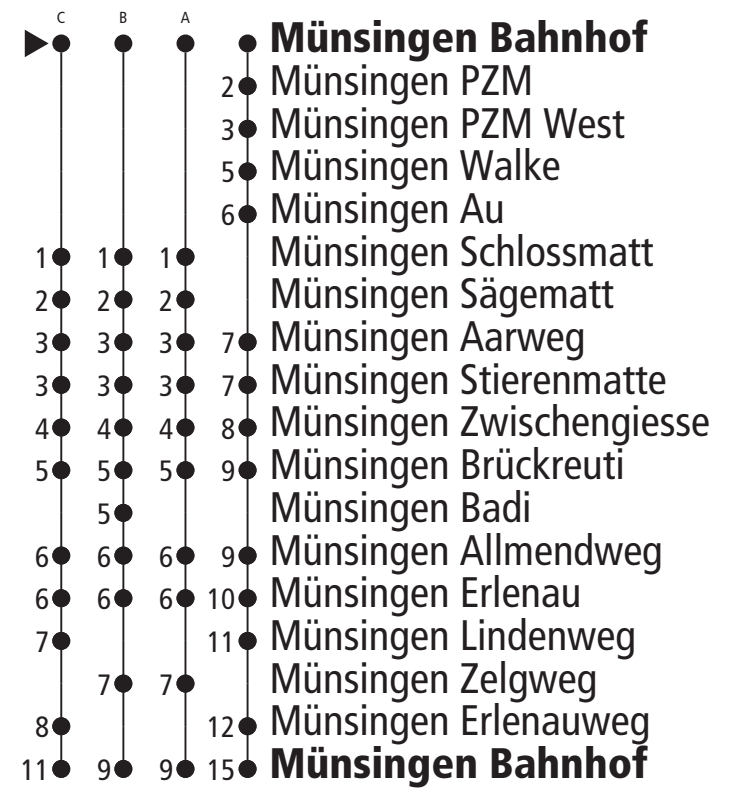 C B A
Münsingen Bahnhof
2 Münsingen PZM
3 Münsingen PZM West
5 Münsingen Walke
6 Münsingen Au
1 1 1 Münsingen Schlossmatt
2 2 2 Münsingen Sägematt
3 3 3 7 Münsingen Aarweg
3 3 3 7 Münsingen Stierenmatte
4 4 4 8 Münsingen Zwischengiesse
5 5 5 9 Münsingen Brückreuti
5 Münsingen Badi
6 6 6 9 Münsingen Allmendweg
6 6 6 10 Münsingen Erlenau
7 11 Münsingen Lindenweg
7 7 Münsingen Zelgweg
8 12 Münsingen Erlenauweg
11 9 9 15 Münsingen Bahnhof